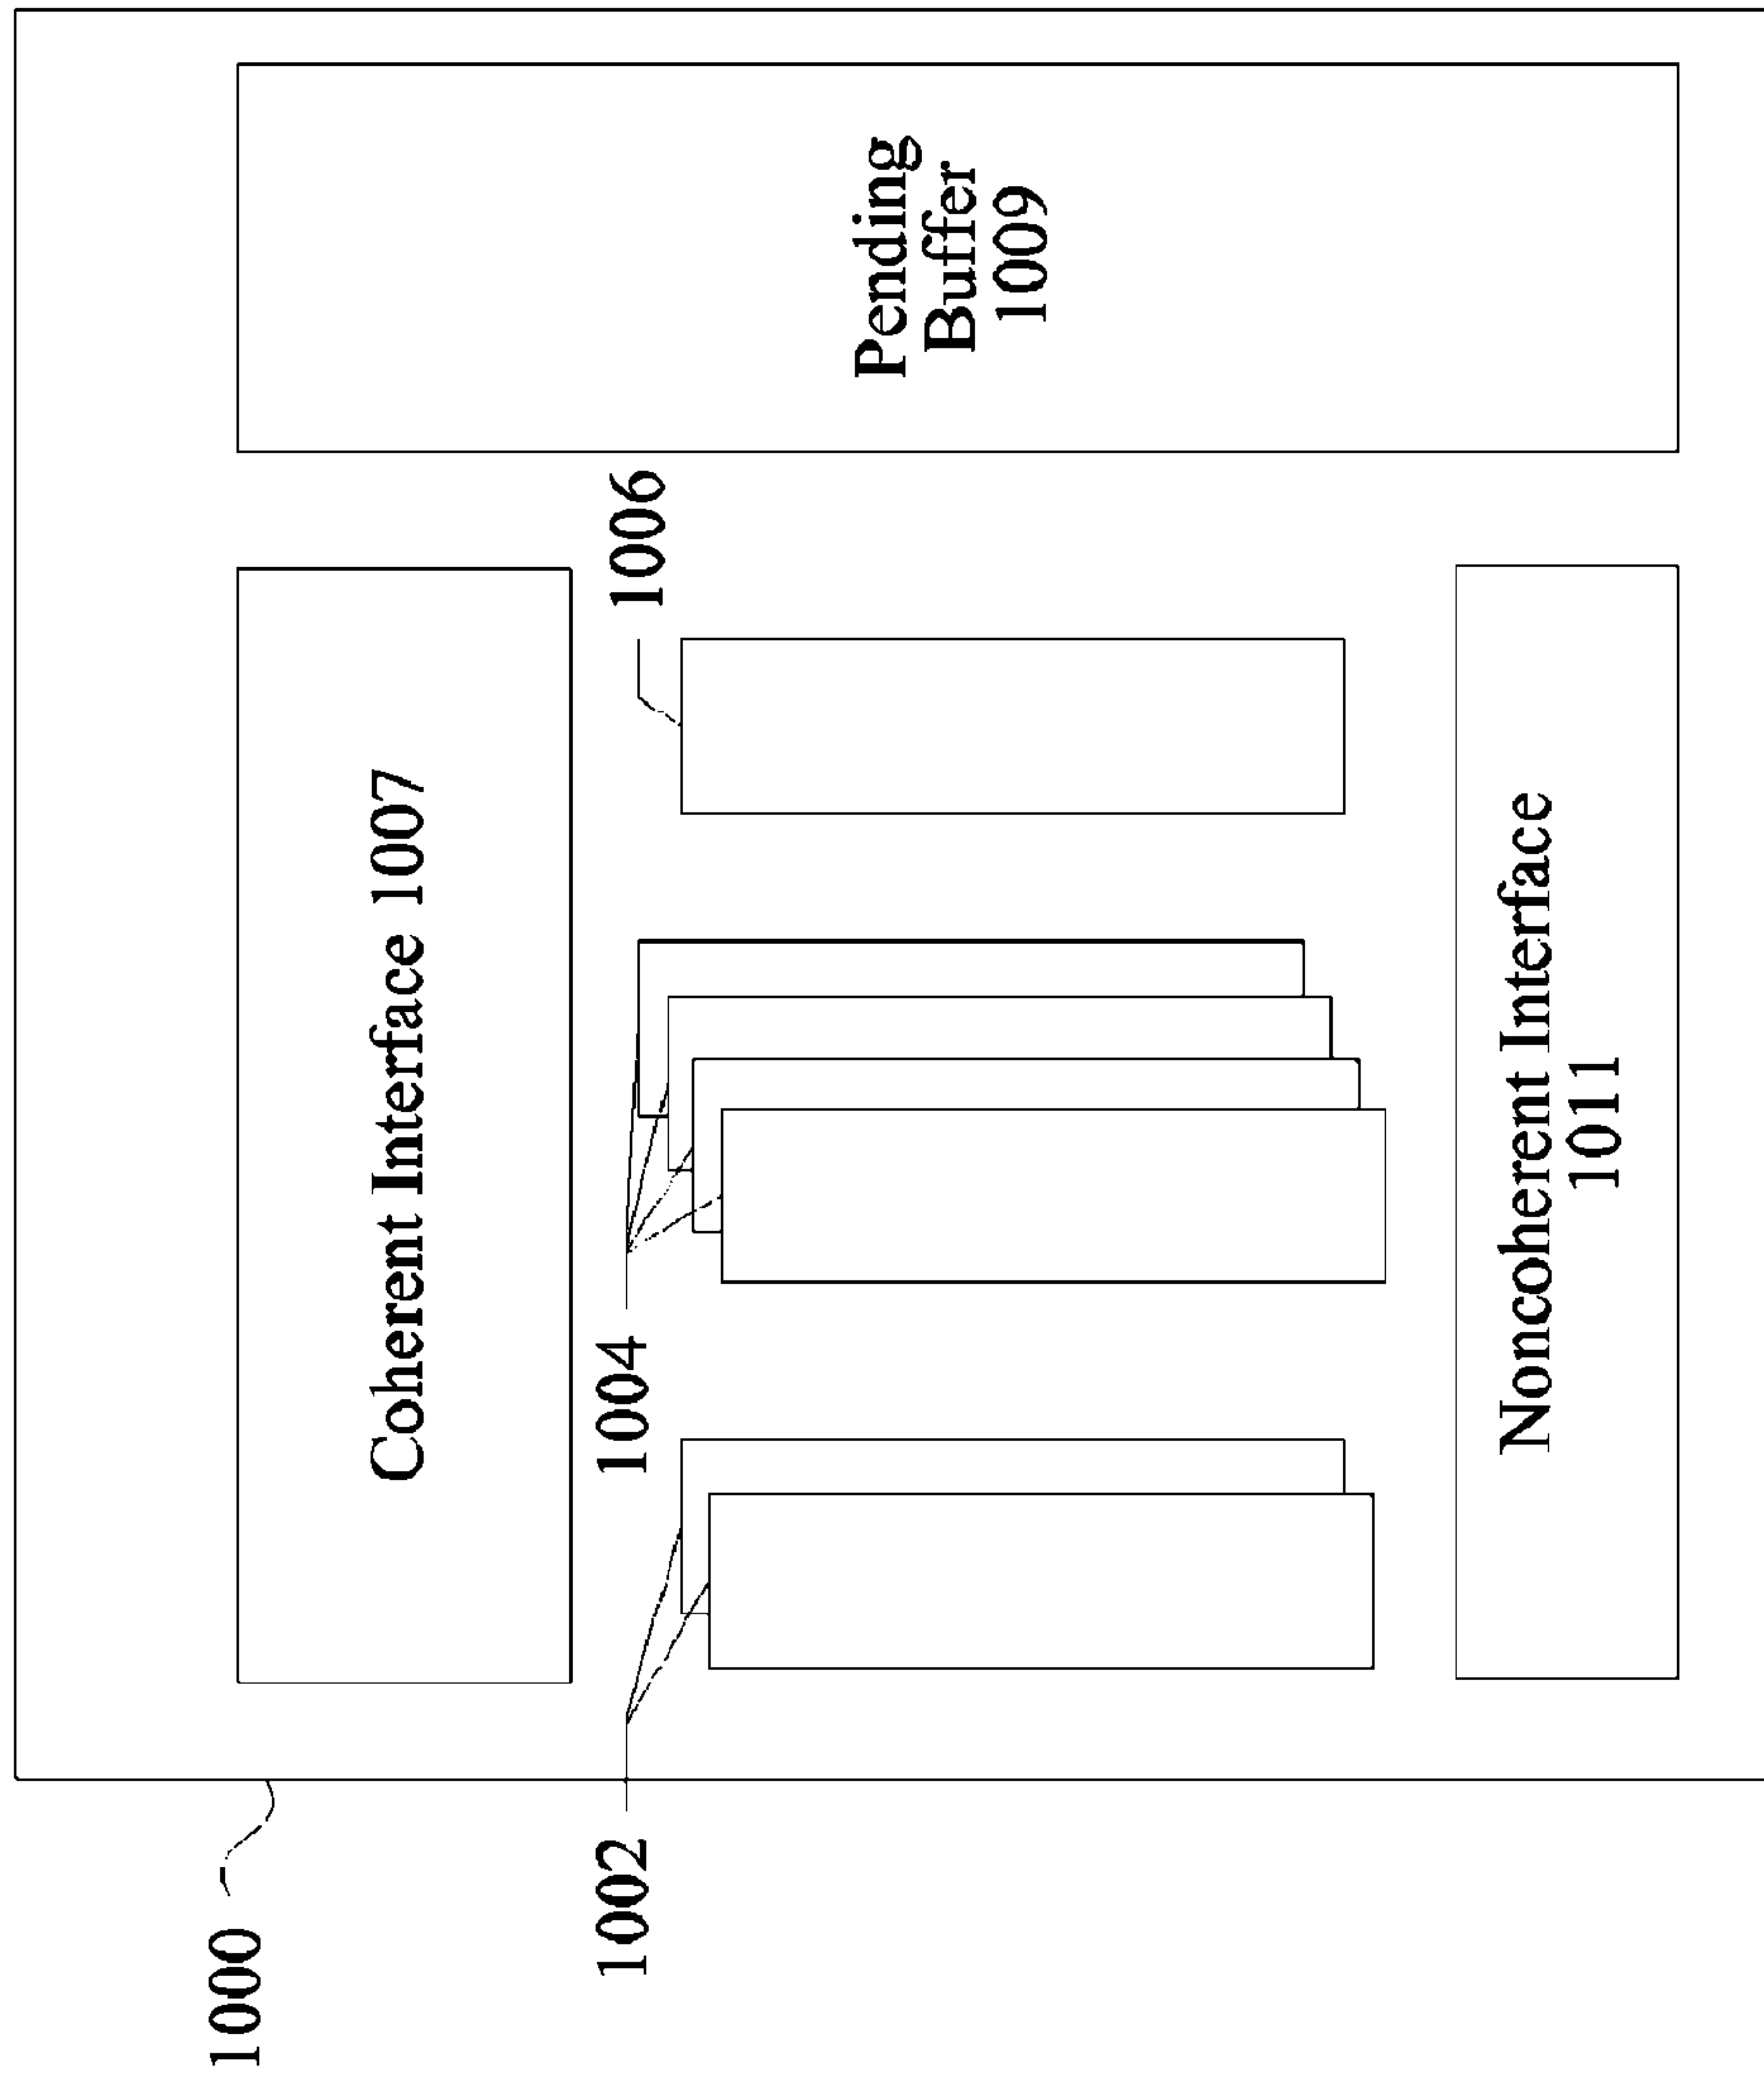 1000
Coherent Interface 1007
1002
1004
1006
Pending
Buffer
1009
Noncoherent Interface
1011